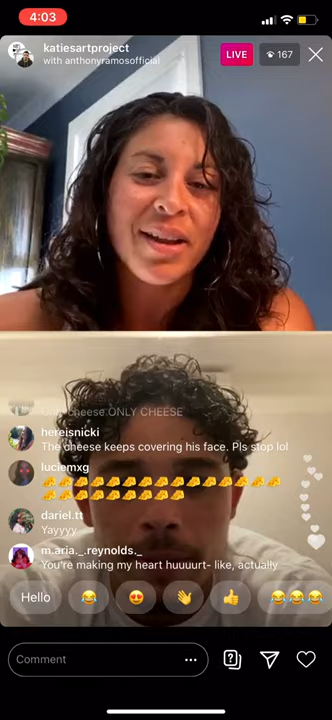 4:03
katiesartproject
with anthonyramosofficial
LIVE
167
Only cheese.ONLY CHEESE
hereisnicki
The cheese keeps covering his face. Pls stop lol
luciemxg
🧀🧀🧀🧀🧀🧀🧀🧀🧀🧀🧀🧀🧀🧀🧀
🧀🧀🧀🧀🧀🧀🧀🧀🧀
dariel.tt
Yayyyy
m.aria._.reynolds._
You're making my heart huuuurt- like, actually
Hello 😂 😍 👋 👍 😂😂😂
Comment